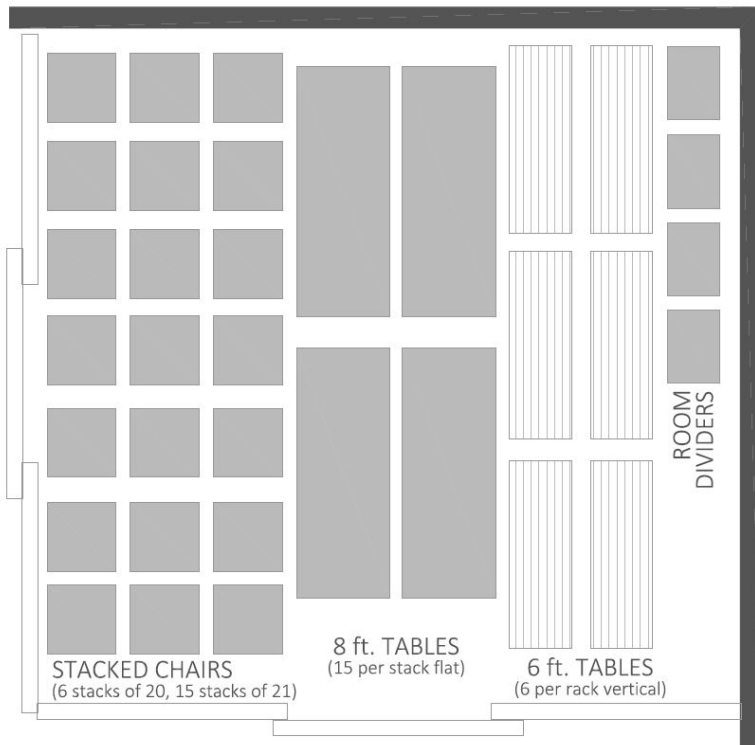 STACKED CHAIRS
(6 stacks of 20, 15 stacks of 21)
8 ft. TABLES
(15 per stack flat)
6 ft. TABLES
(6 per rack vertical)
ROOM
DIVIDERS